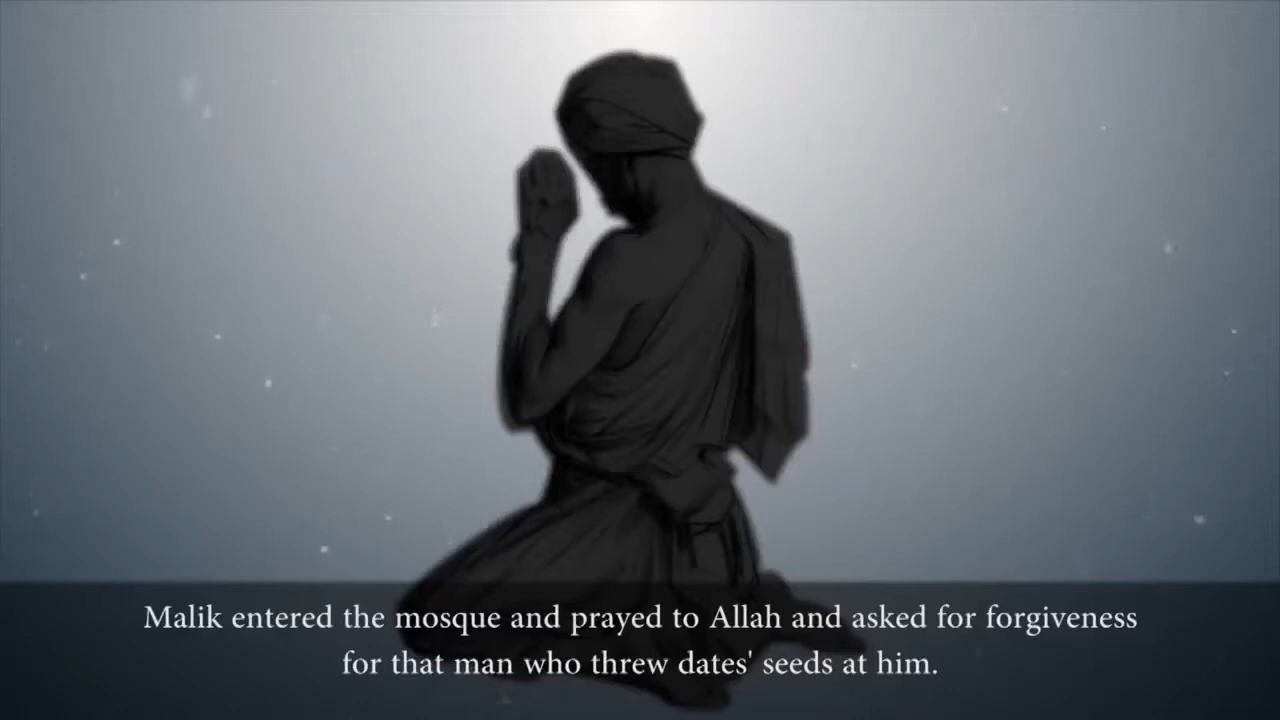 Malik entered the mosque and prayed to Allah and asked for forgiveness
for that man who threw dates' seeds at him.